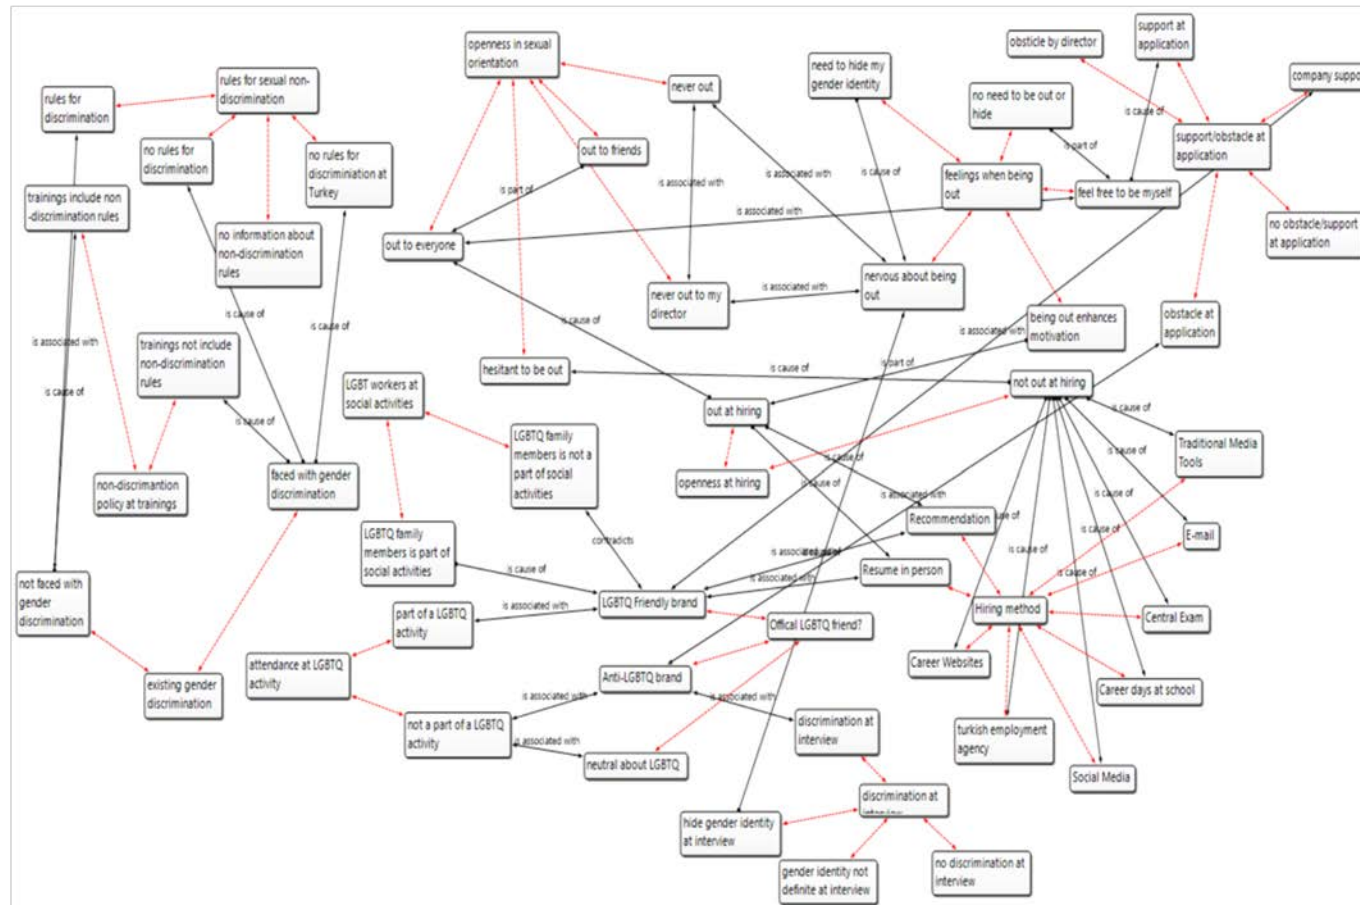 openness in sexual
orientation
need to hide my
gender identity
obsticle by director
support at
application
company suppo
rules for
discrimination
rules for sexual non-
discrimination
never out
no need to be out or
hide
is cause of
support/obstacle at
application
no rules for
discrimination
no rules for
discriminiation at
Turkey
out to friends
is part of
trainings include non
-discrimination rules
is part of
is associated with
is associated with
is cause of
feelings when being
out
feel free to be myself
is associated with
no obstacle/support
at application
no information about
non-discrimination
rules
out to everyone
never out to my
director
is associated with
nervous about being
out
is cause of
is cause of
is associated with
being out enhances
motivation
obstacle at
application
is associated with
trainings not include
non-discrimination
rules
is cause of
LGBT workers at
social activities
hesitant to be out
is cause of
is part of
not out at hiring
is cause of
out at hiring
is cause of
LGBTQ family
members is not a
part of social
activities
is cause of
Traditional Media
Tools
non-discrimantion
policy at trainings
faced with gender
discrimination
openness at hiring
is cause of
is cause of
is associated with
is cause of
Recommendation
use of
is cause of
E-mail
LGBTQ family
members is part of
social activities
contradicts
is cause of
is associated
is associated with
Resume in person
is cause of
not faced with
gender
discrimination
is cause of
LGBTQ Friendly brand
Hiring method
Central Exam
part of a LGBTQ
activity
is associated with
Offical LGBTQ friend?
attendance at LGBTQ
activity
Anti-LGBTQ brand
Career Websites
Career days at school
existing gender
discrimination
is associated with
is associated with
not a part of a LGBTQ
activity
is associated with
discrimination at
interview
turkish employment
agency
neutral about LGBTQ
Social Media
discrimination at
interview
hide gender identity
at interview
gender identity not
definite at interview
no discrimination at
interview